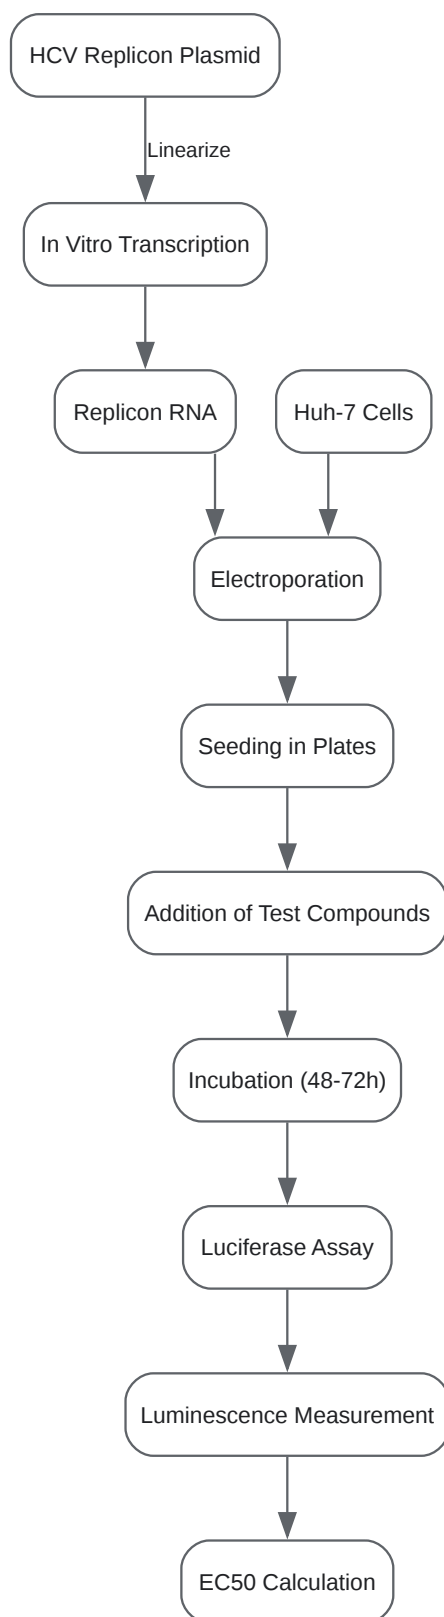 HCV Replicon Plasmid
Linearize
In Vitro Transcription
Replicon RNA
Huh-7 Cells
Electroporation
Seeding in Plates
Addition of Test Compounds
Incubation (48-72h)
Luciferase Assay
Luminescence Measurement
EC50 Calculation